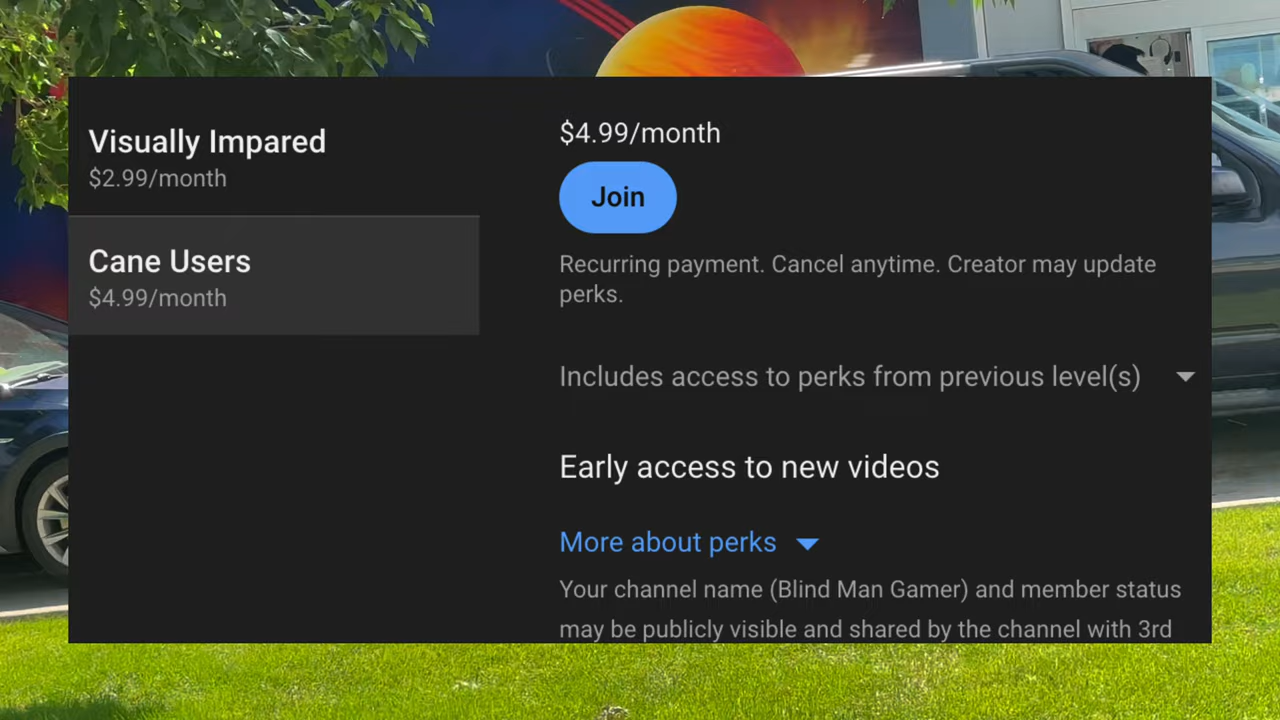 Visually Impared
$2.99/month
Cane Users
$4.99/month
$4.99/month
Join
Recurring payment. Cancel anytime. Creator may update
perks.
Includes access to perks from previous level(s)
Early access to new videos
More about perks
Your channel name (Blind Man Gamer) and member status
may be publicly visible and shared by the channel with 3rd